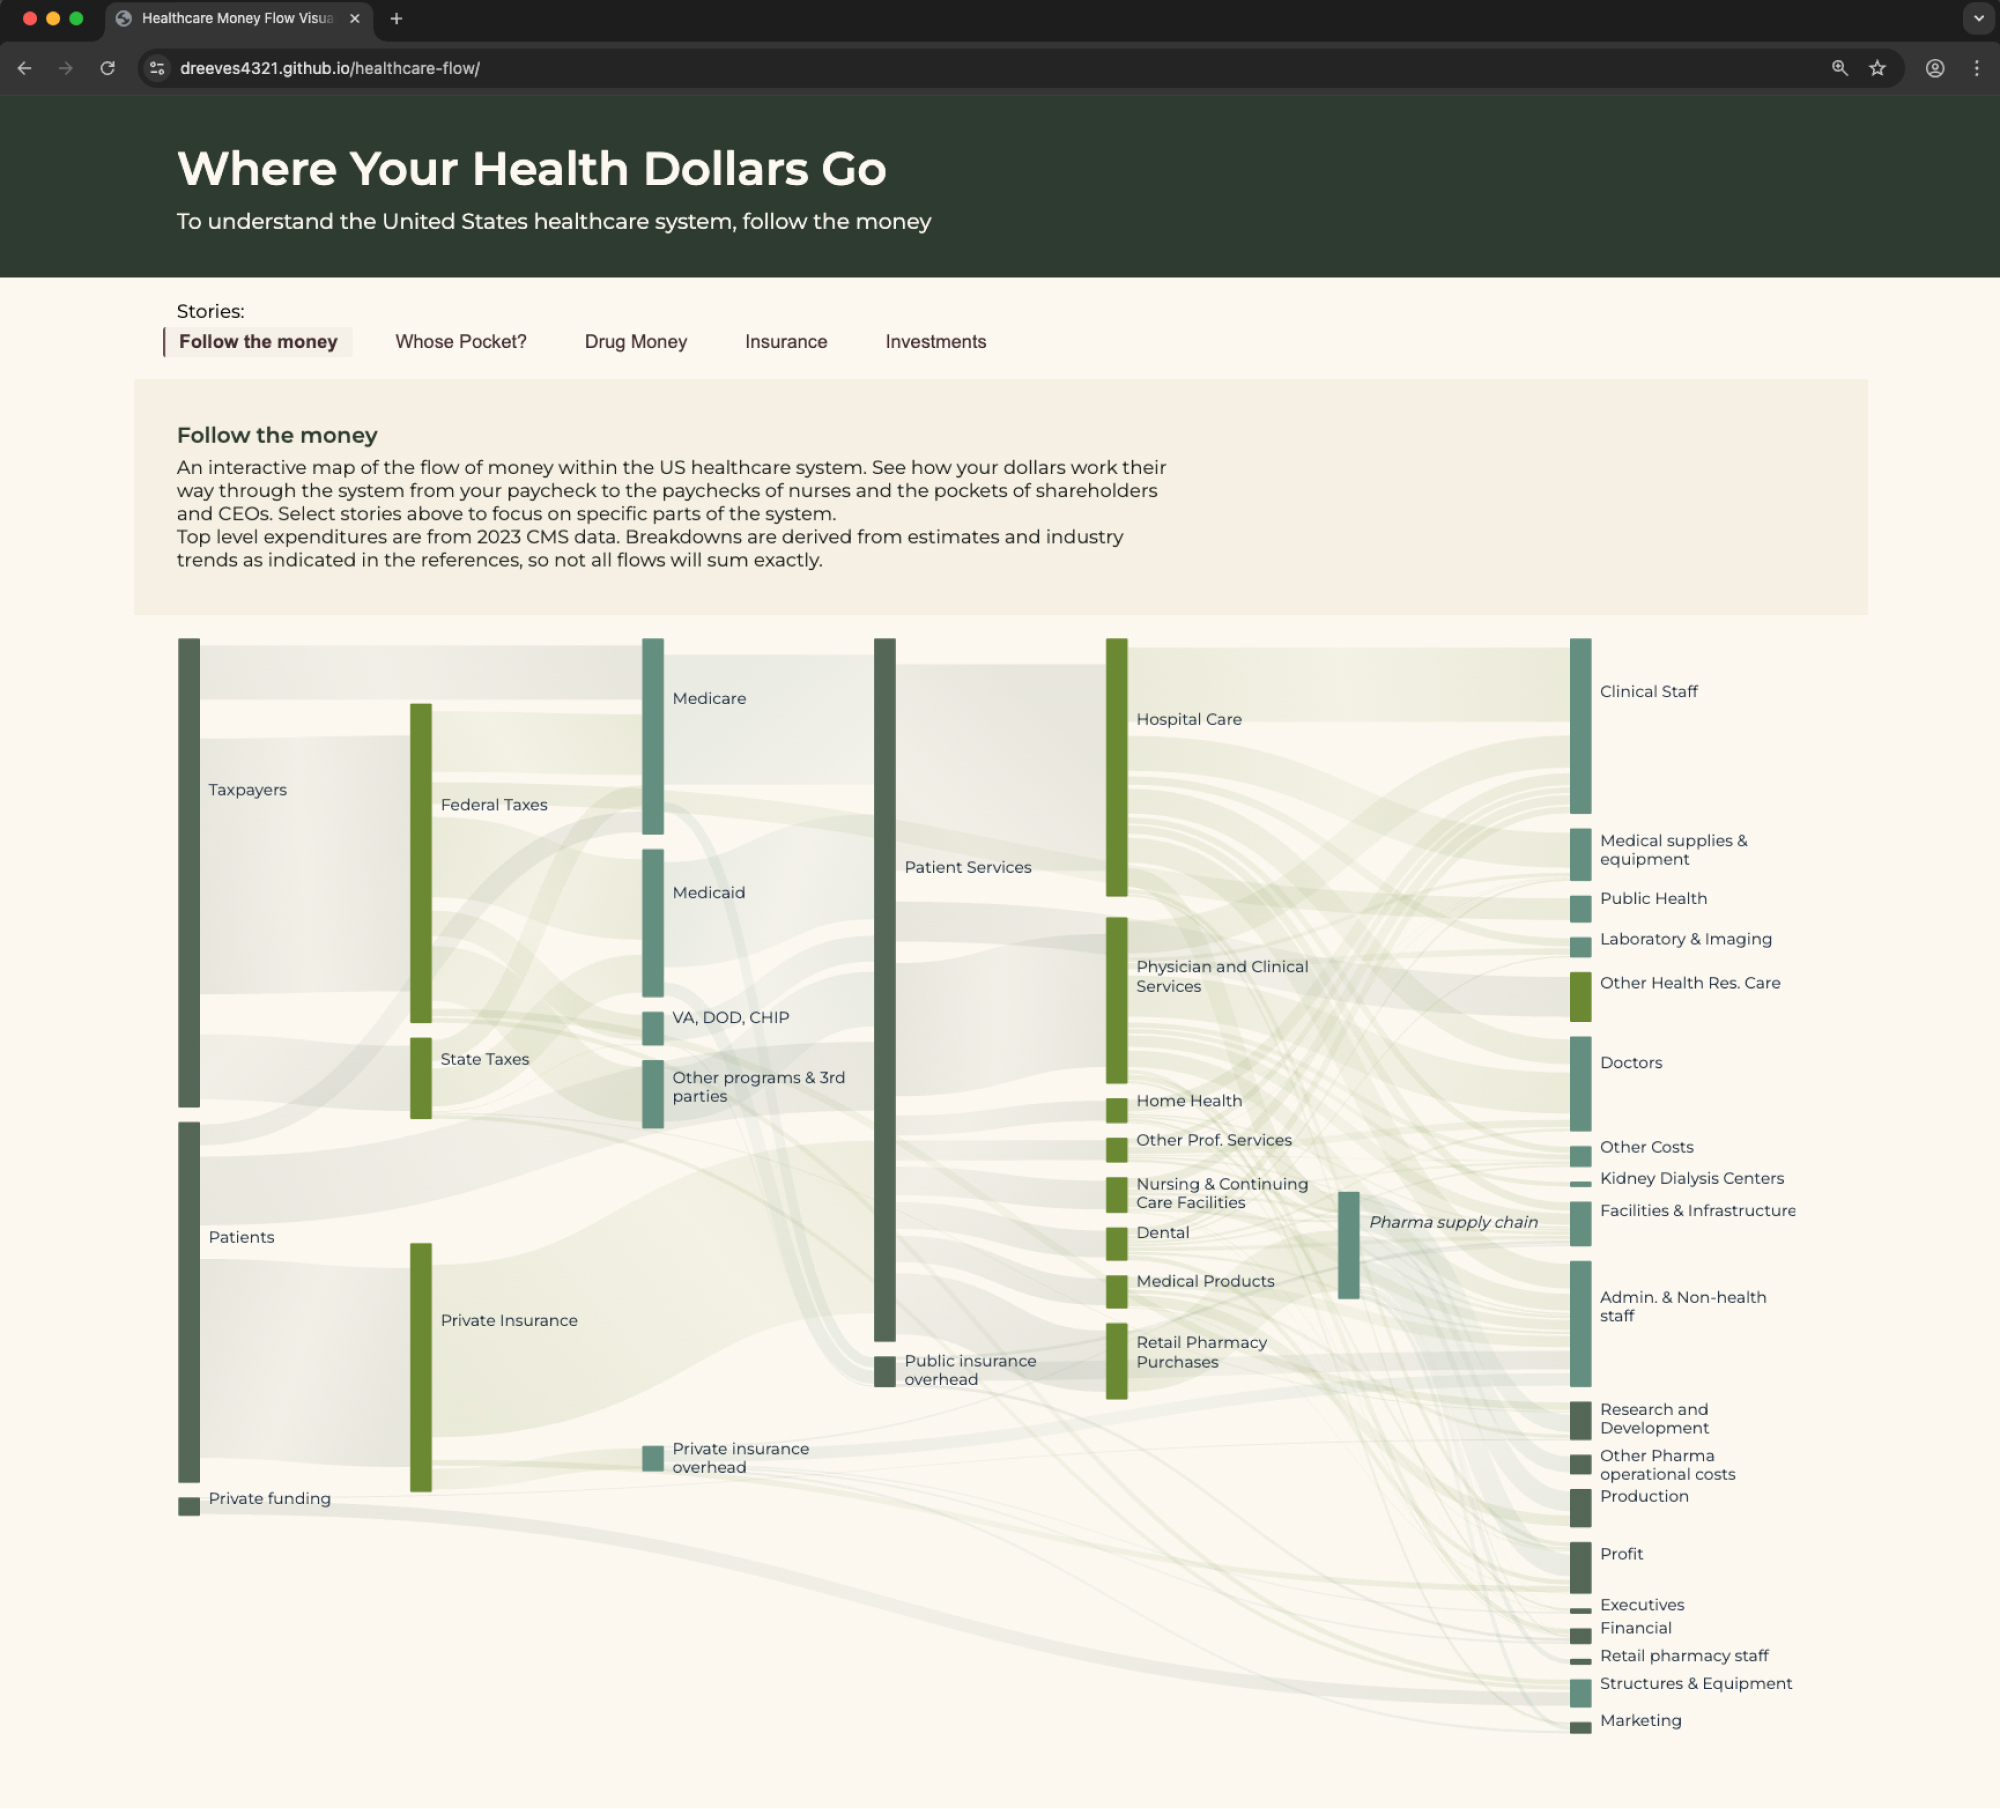 Healthcare Money Flow Visua
dreeves4321.github.io/healthcare-flow/
Where Your Health Dollars Go
To understand the United States healthcare system, follow the money
Stories:
Follow the money
Whose Pocket?
Drug Money
Insurance
Investments
Follow the money
An interactive map of the flow of money within the US healthcare system. See how your dollars work their
way through the system from your paycheck to the paychecks of nurses and the pockets of shareholders
and CEOs. Select stories above to focus on specific parts of the system.
Top level expenditures are from 2023 CMS data. Breakdowns are derived from estimates and industry
trends as indicated in the references, so not all flows will sum exactly.
Taxpayers
Patients
Private funding
Federal Taxes
State Taxes
Private Insurance
Medicare
Medicaid
VA, DOD, CHIP
Other programs & 3rd
parties
Private insurance
overhead
Patient Services
Public insurance
overhead
Hospital Care
Physician and Clinical
Services
Home Health
Other Prof. Services
Nursing & Continuing
Care Facilities
Dental
Medical Products
Retail Pharmacy
Purchases
Pharma supply chain
Clinical Staff
Medical supplies &
equipment
Public Health
Laboratory & Imaging
Other Health Res. Care
Doctors
Other Costs
Kidney Dialysis Centers
Facilities & Infrastructure
Admin. & Non-health
staff
Research and
Development
Other Pharma
operational costs
Production
Profit
Executives
Financial
Retail pharmacy staff
Structures & Equipment
Marketing